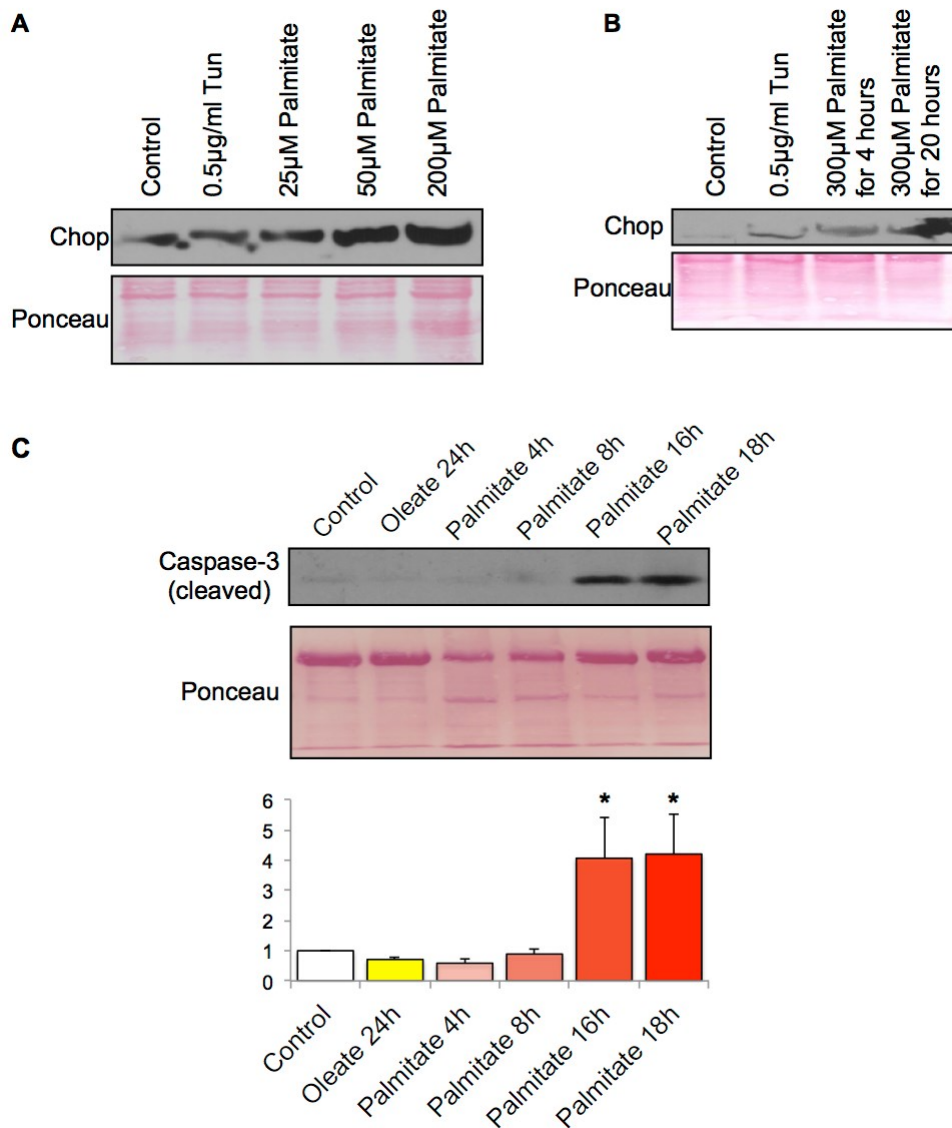 A
Control
0.5µg/ml Tun
25µM Palmitate
50µM Palmitate
200µM Palmitate
Chop
Ponceau
B
Control
0.5µg/ml Tun
300µM Palmitate
for 4 hours
300µM Palmitate
for 20 hours
Chop
Ponceau
C
Control
Oleate 24h
Palmitate 4h
Palmitate 8h
Palmitate 16h
Palmitate 18h
Caspase-3
(cleaved)
Ponceau
6
5
4
3
2
1
0
*
*
Control
Oleate 24h
Palmitate 4h
Palmitate 8h
Palmitate 16h
Palmitate 18h